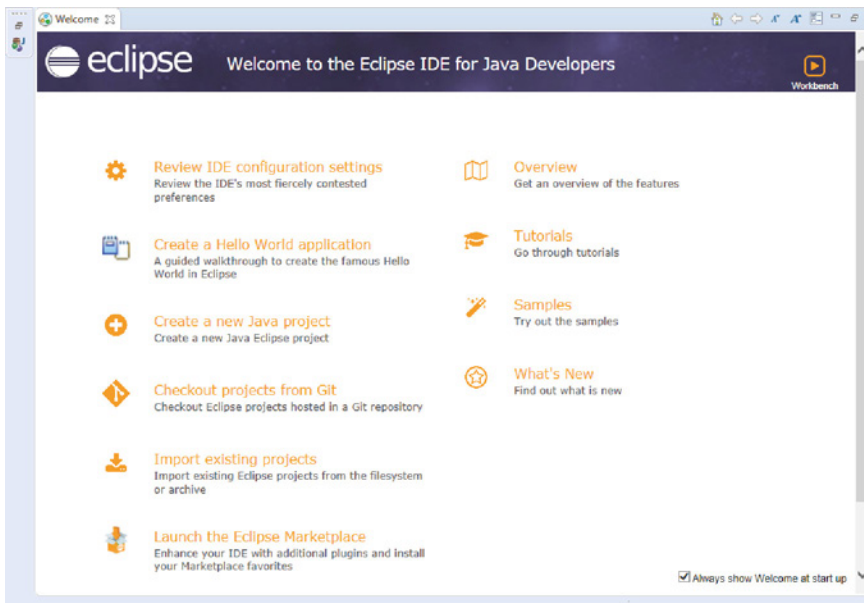 Welcome
eclipse
Welcome to the Eclipse IDE for Java Developers
Workbench
Review IDE configuration settings
Review the IDE's most fiercely contested
preferences
Create a Hello World application
A guided walkthrough to create the famous Hello
World in Eclipse
Create a new Java project
Create a new Java Eclipse project
Checkout projects from Git
Checkout Eclipse projects hosted in a Git repository
Import existing projects
Import existing Eclipse projects from the filesystem
or archive
Launch the Eclipse Marketplace
Enhance your IDE with additional plugins and install
your Marketplace favorites
Overview
Get an overview of the features
Tutorials
Go through tutorials
Samples
Try out the samples
What's New
Find out what is new
Always show Welcome at start up